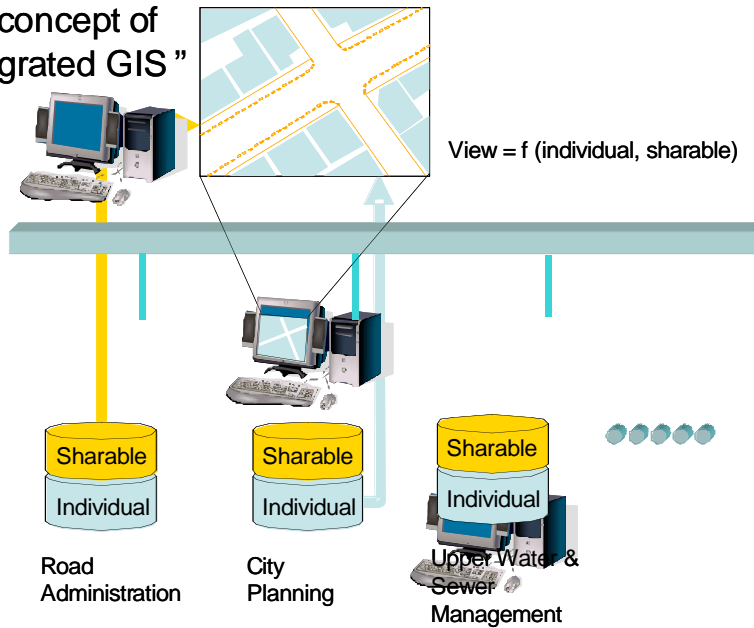 concept of
grated GIS ”
View = f (individual, sharable)
Sharable
Individual
Sharable
Individual
Sharable
Individual
Road
Administration
City
Planning
Upper Water &
Sewer
Management